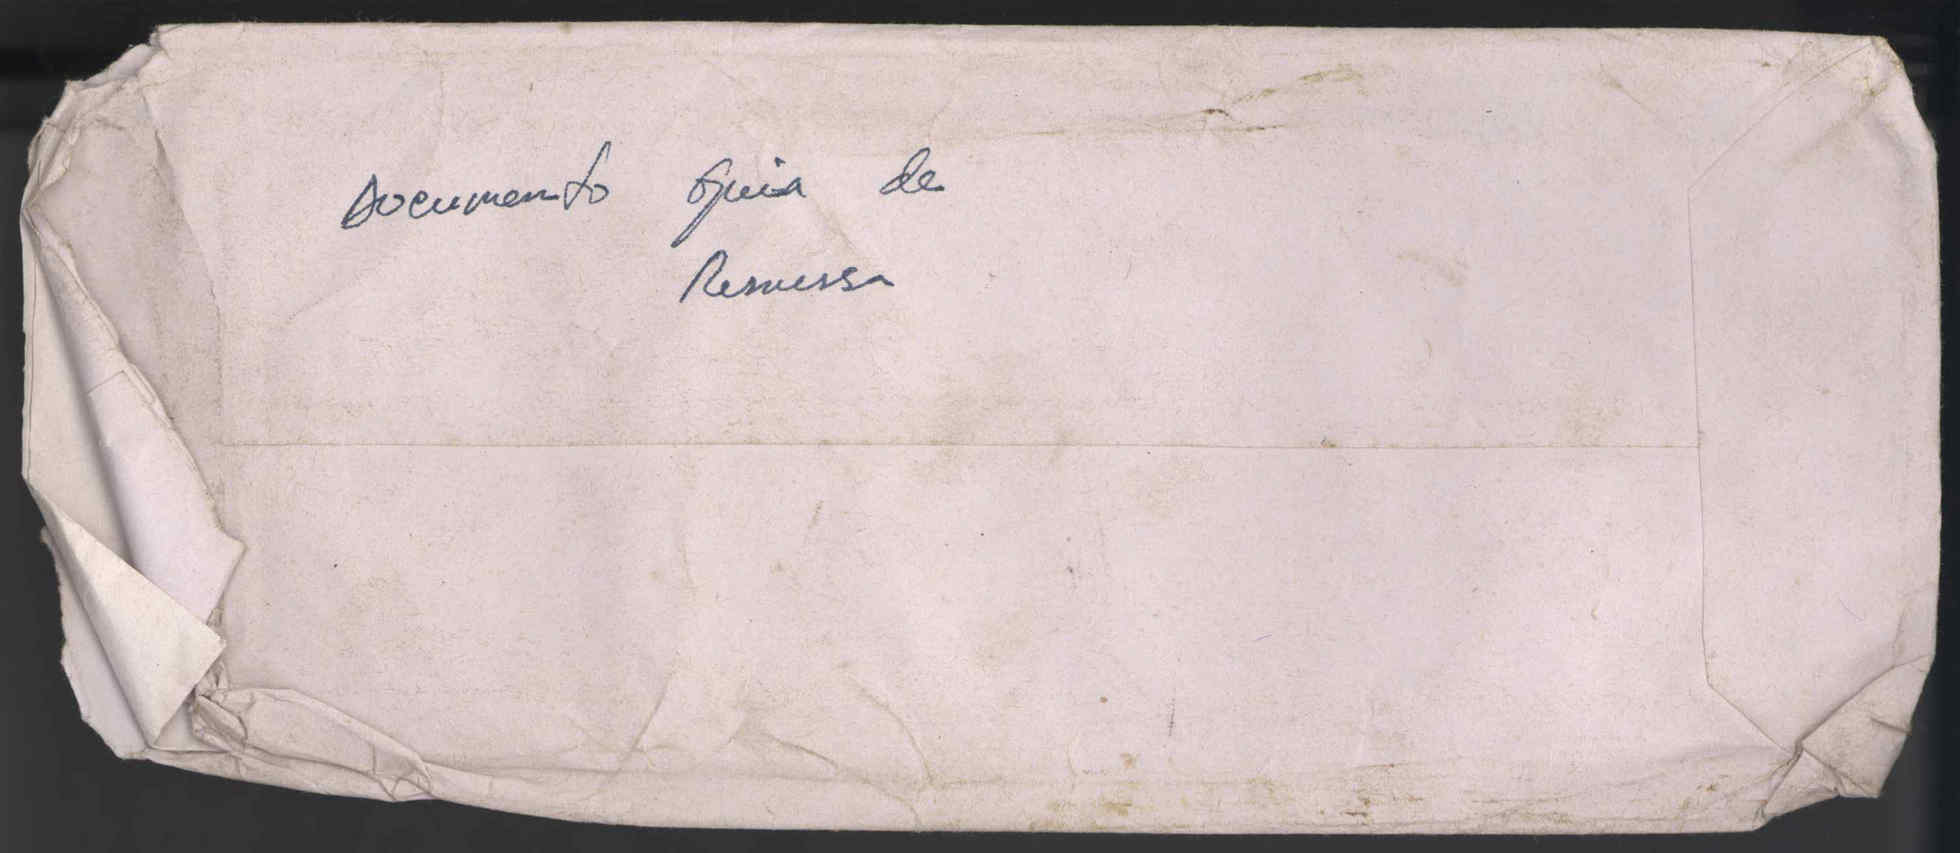 Documento Guia de
Remessa